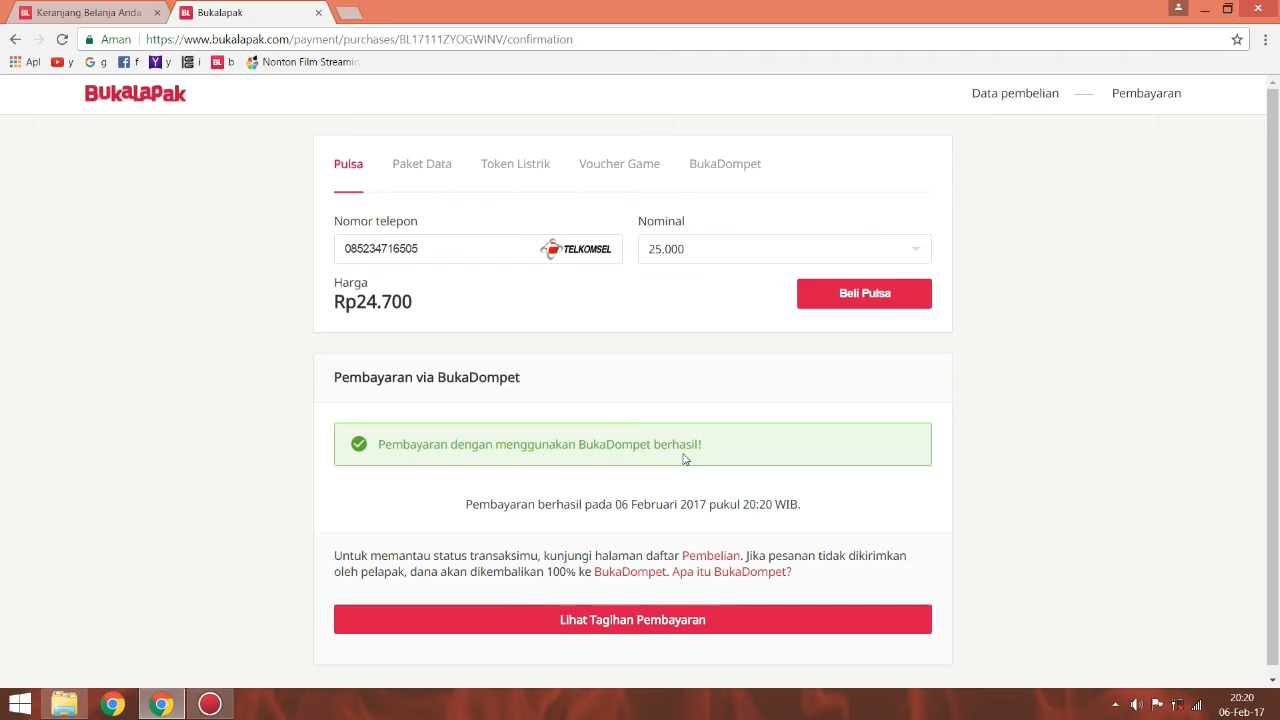 Keranjang Belanja Anda
Bukalapak
Aman
https://www.bukalapak.com/payment/purchases/BL17111ZYOGWINV/confirmation
Apl y g f y i b Nonton Film Streamin
BukaLapak
Data pembelian Pembayaran
Pulsa Paket Data Token Listrik Voucher Game BukaDompet
Nomor telepon Nominal
085234716505 TELKOMSEL 25.000
Harga
Rp24.700
Beli Pulsa
Pembayaran via BukaDompet
Pembayaran dengan menggunakan BukaDompet berhasil!
Pembayaran berhasil pada 06 Februari 2017 pukul 20:20 WIB.
Untuk memantau status transaksimu, kunjungi halaman daftar Pembelian. Jika pesanan tidak dikirimkan
oleh pelapak, dana akan dikembalikan 100% ke BukaDompet. Apa itu BukaDompet?
Lihat Tagihan Pembayaran
20:20
06-Feb-17